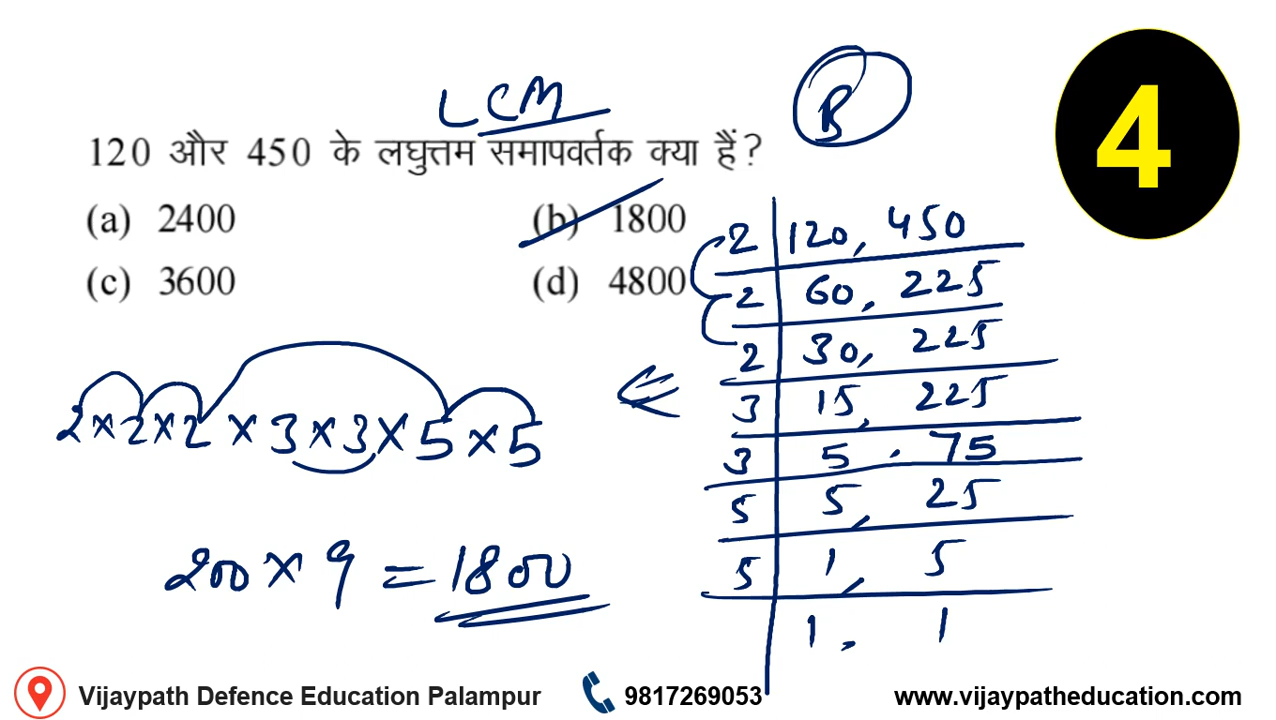 LCM
B
4
120 और 450 के लघुत्तम समापवर्तक क्या हैं?
(a) 2400 (b) 1800
(c) 3600 (d) 4800
2 | 120, 450
2 | 60, 225
2 | 30, 225
3 | 15, 225
3 | 5, 75
5 | 5, 25
5 | 1, 5
1, 1
2 × 2 × 2 × 3 × 3 × 5 × 5
200 × 9 = 1800
Vijaypath Defence Education Palampur 9817269053 www.vijaypatheducation.com